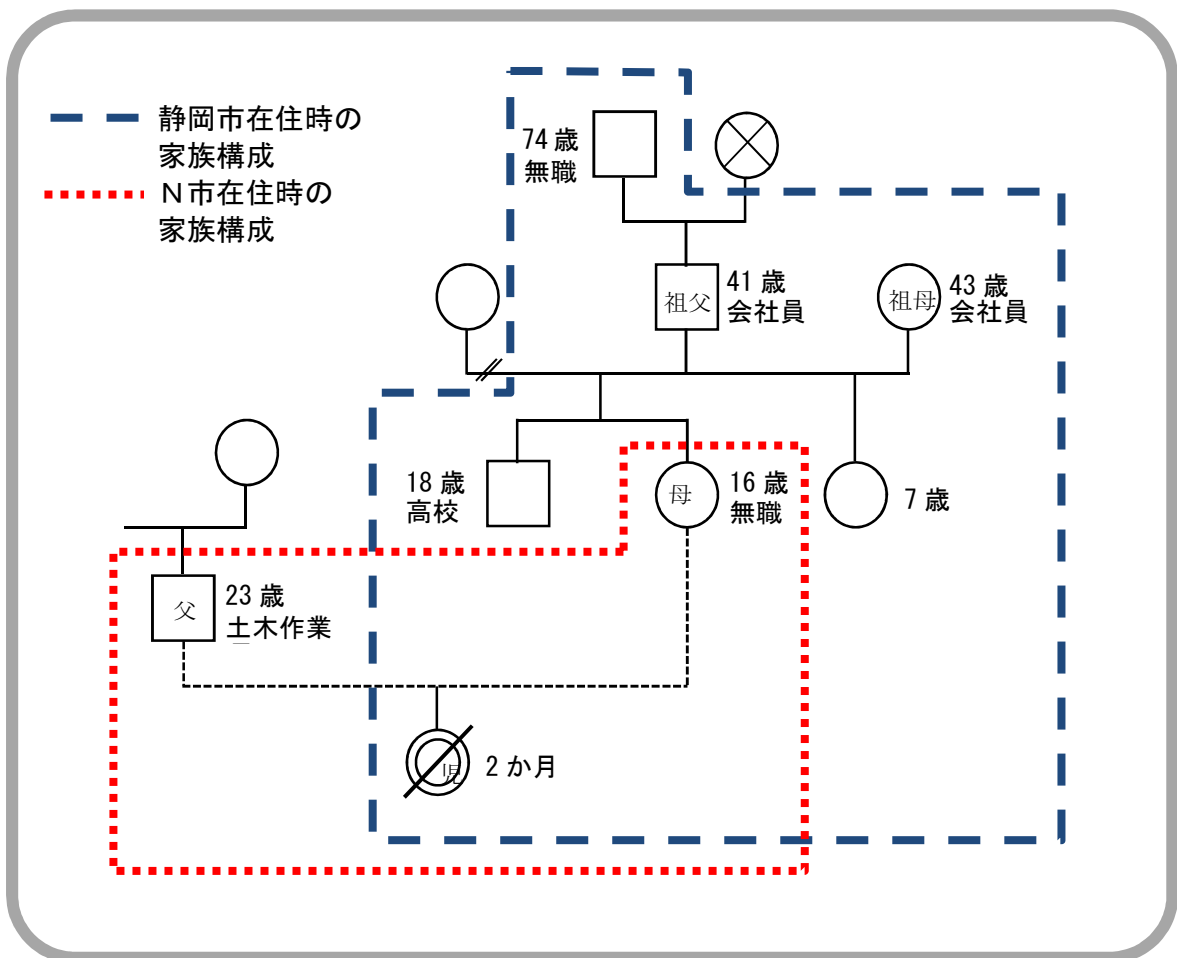 静岡市在住時の
家族構成
N市在住時の
家族構成
74歳
無職
祖父
41歳
会社員
祖母
43歳
会社員
18歳
高校
母
16歳
無職
7歳
父
23歳
土木作業
児
2か月